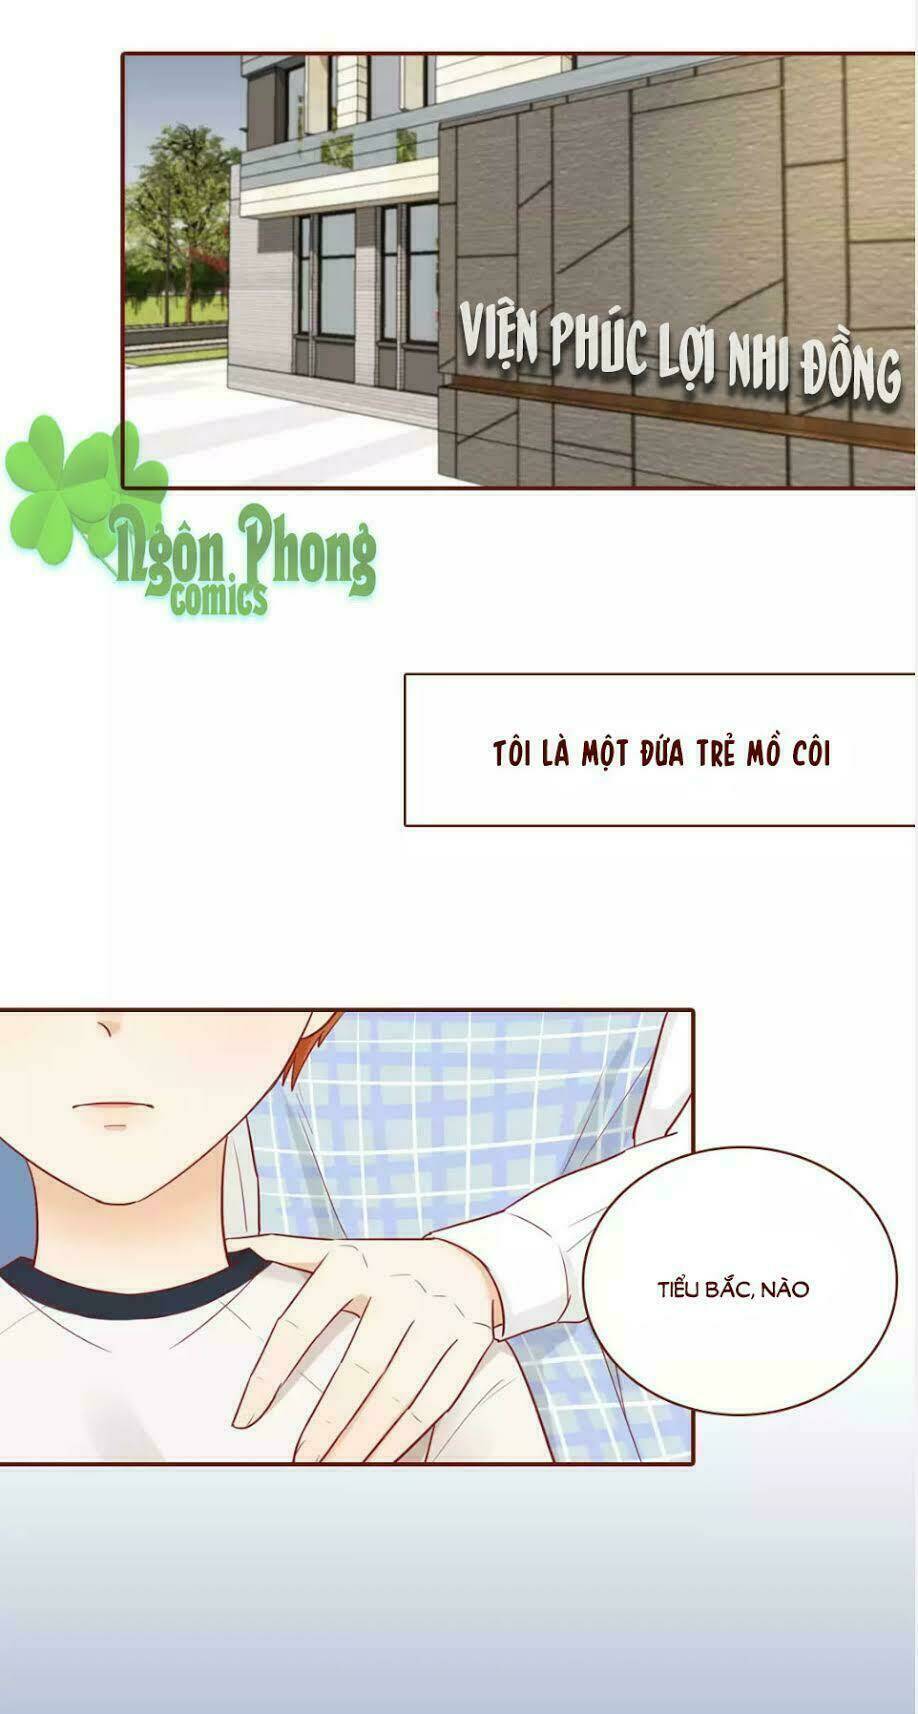 VIỆN PHÚC LỢI NHI ĐỒNG
Ngôn Phong
comics
TÔI LÀ MỘT ĐỨA TRẺ MỒ CÔI
TIỂU BẮC, NÀO